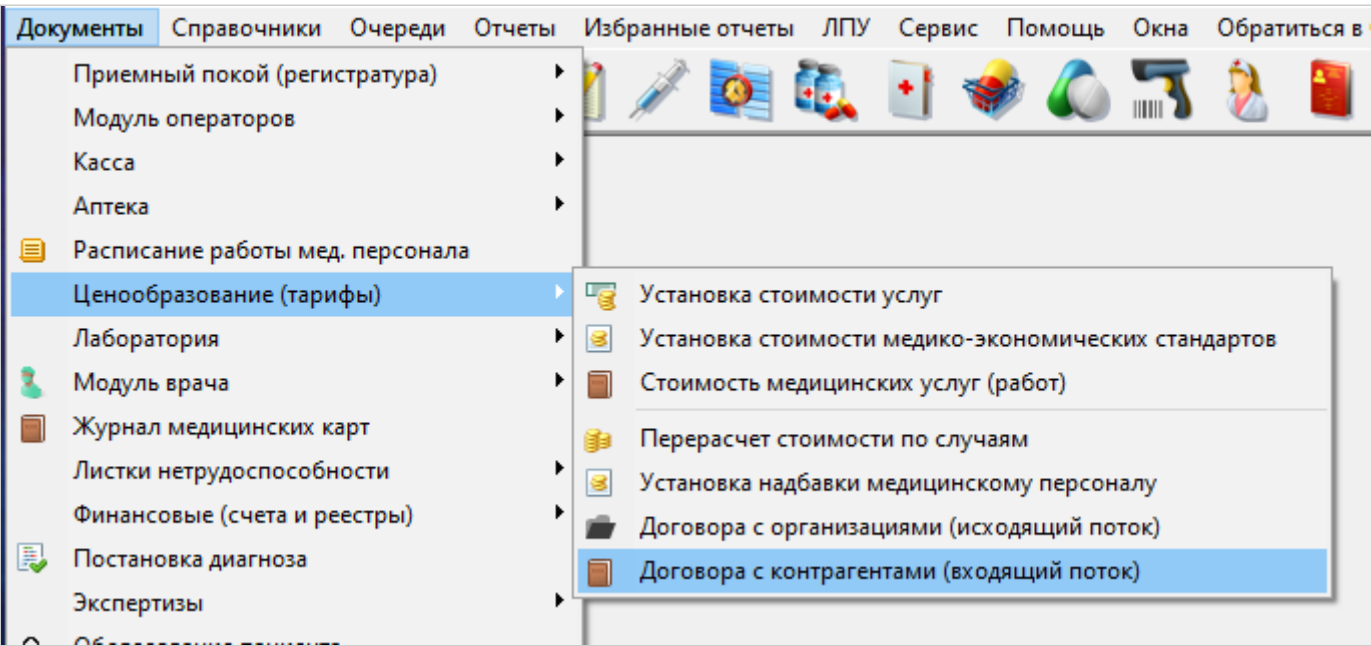 Документы Справочники Очереди Отчеты Избранные отчеты ЛПУ Сервис Помощь Окна Обратиться в
Приемный покой (регистратура)
Модуль операторов
Касса
Аптека
Расписание работы мед. персонала
Ценообразование (тарифы)
Лаборатория
Модуль врача
Журнал медицинских карт
Листки нетрудоспособности
Финансовые (счета и реестры)
Постановка диагноза
Экспертизы
Установка стоимости услуг
Установка стоимости медико-экономических стандартов
Стоимость медицинских услуг (работ)
Перерасчет стоимости по случаям
Установка надбавки медицинскому персоналу
Договора с организациями (исходящий поток)
Договора с контрагентами (входящий поток)